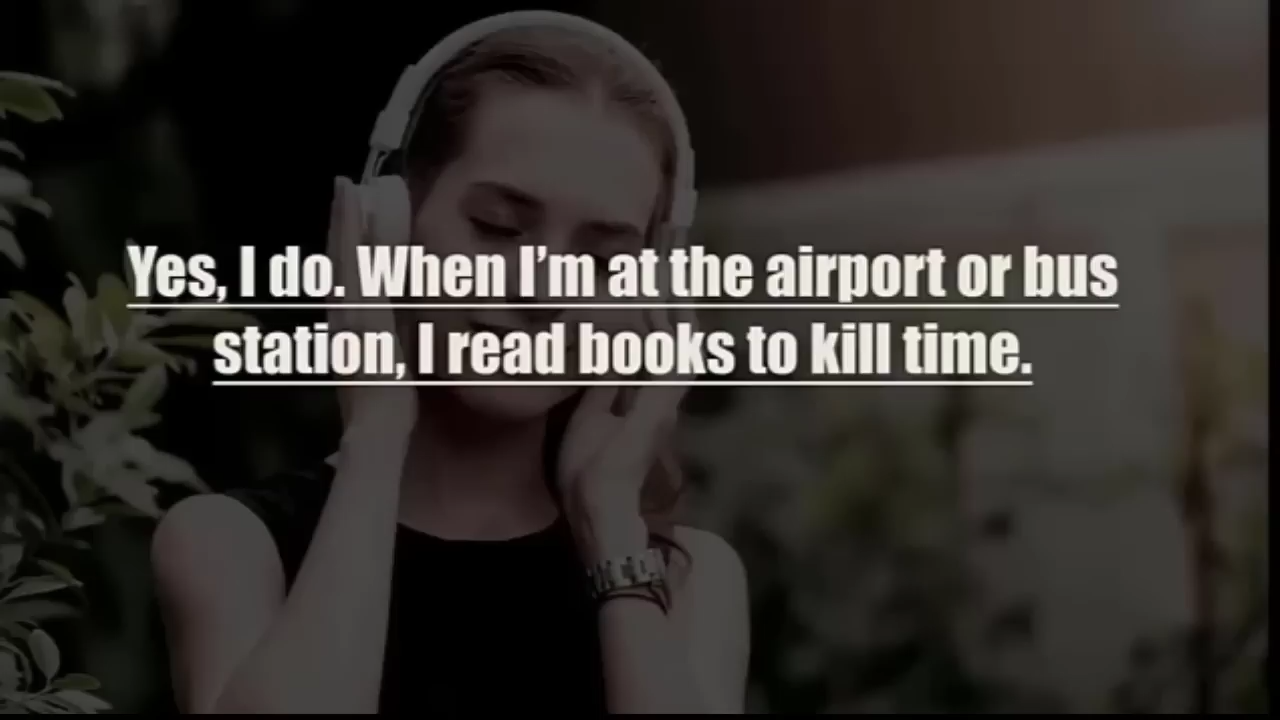 Yes, I do. When I’m at the airport or bus
station, I read books to kill time.